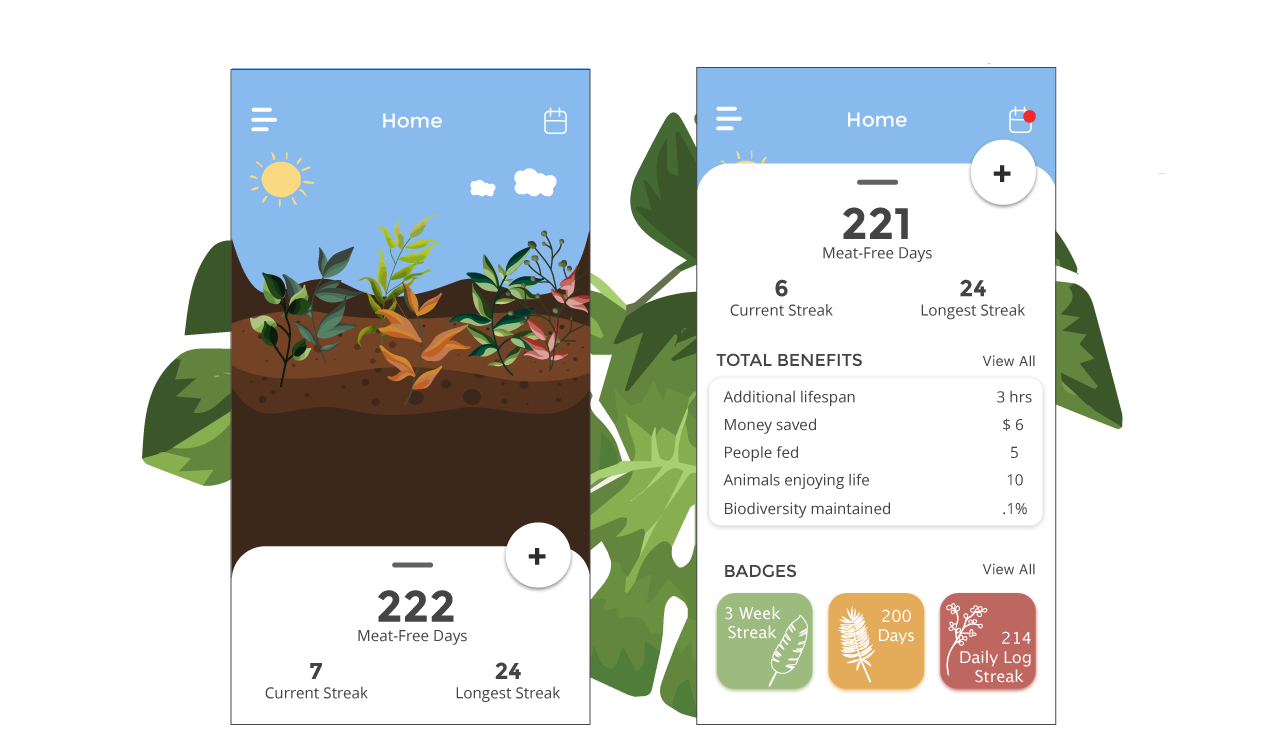 Home
+
222
Meat-Free Days
7 24
Current Streak Longest Streak
Home
+
221
Meat-Free Days
6 24
Current Streak Longest Streak
TOTAL BENEFITS View All
Additional lifespan 3 hrs
Money saved $ 6
People fed 5
Animals enjoying life 10
Biodiversity maintained .1%
BADGES View All
3 Week
Streak
200
Days
214
Daily Log
Streak